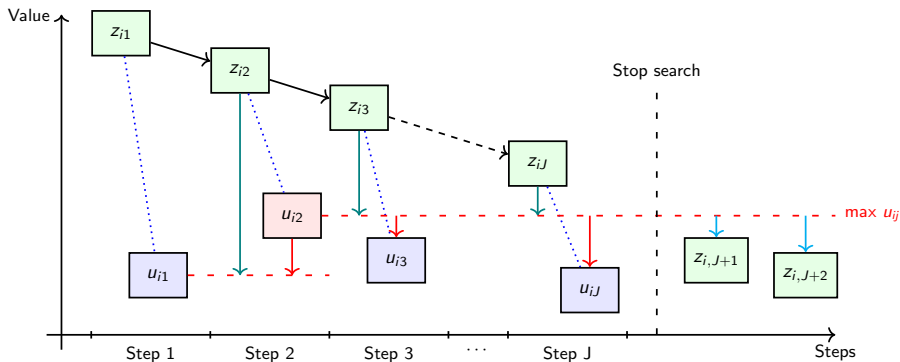 Value
z_{i1}
z_{i2}
z_{i3}
Stop search
z_{iJ}
u_{i2}
max u_{ij}
u_{i3}
z_{i,J+1}
u_{i1}
z_{i,J+2}
u_{iJ}
Step 1 Step 2 Step 3 ... Step J Steps